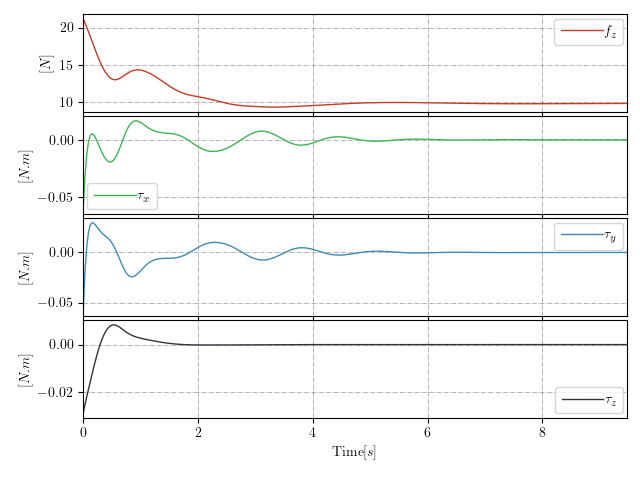 20
15
10
[N]
f_z
0.00
−0.05
[N.m]
τ_x
0.00
−0.05
[N.m]
τ_y
0.00
−0.02
[N.m]
τ_z
0 2 4 6 8
Time[s]